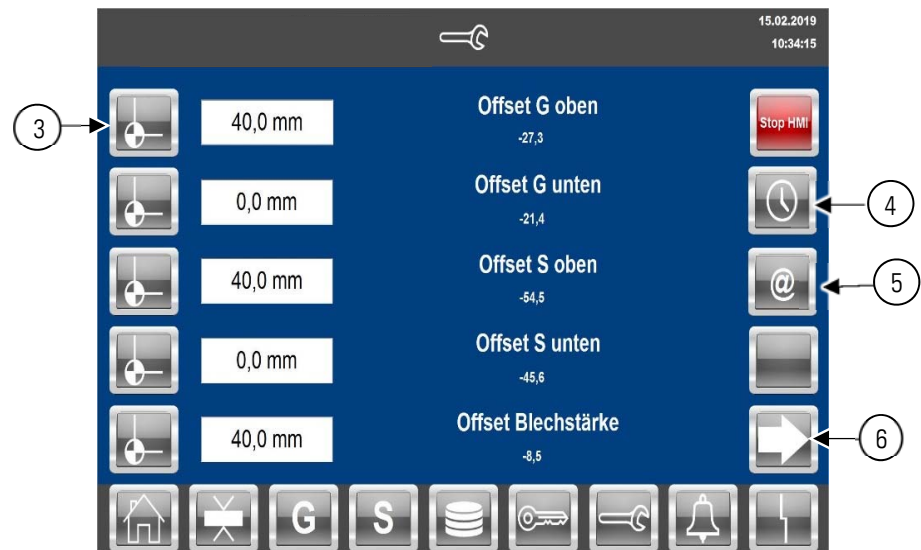 15.02.2019
10:34:15
3
40,0 mm
Offset G oben
-27,3
Stop HMI
0,0 mm
Offset G unten
-21,4
4
40,0 mm
Offset S oben
-54,5
@
5
0,0 mm
Offset S unten
-45,6
40,0 mm
Offset Blechstärke
-8,5
6
G
S